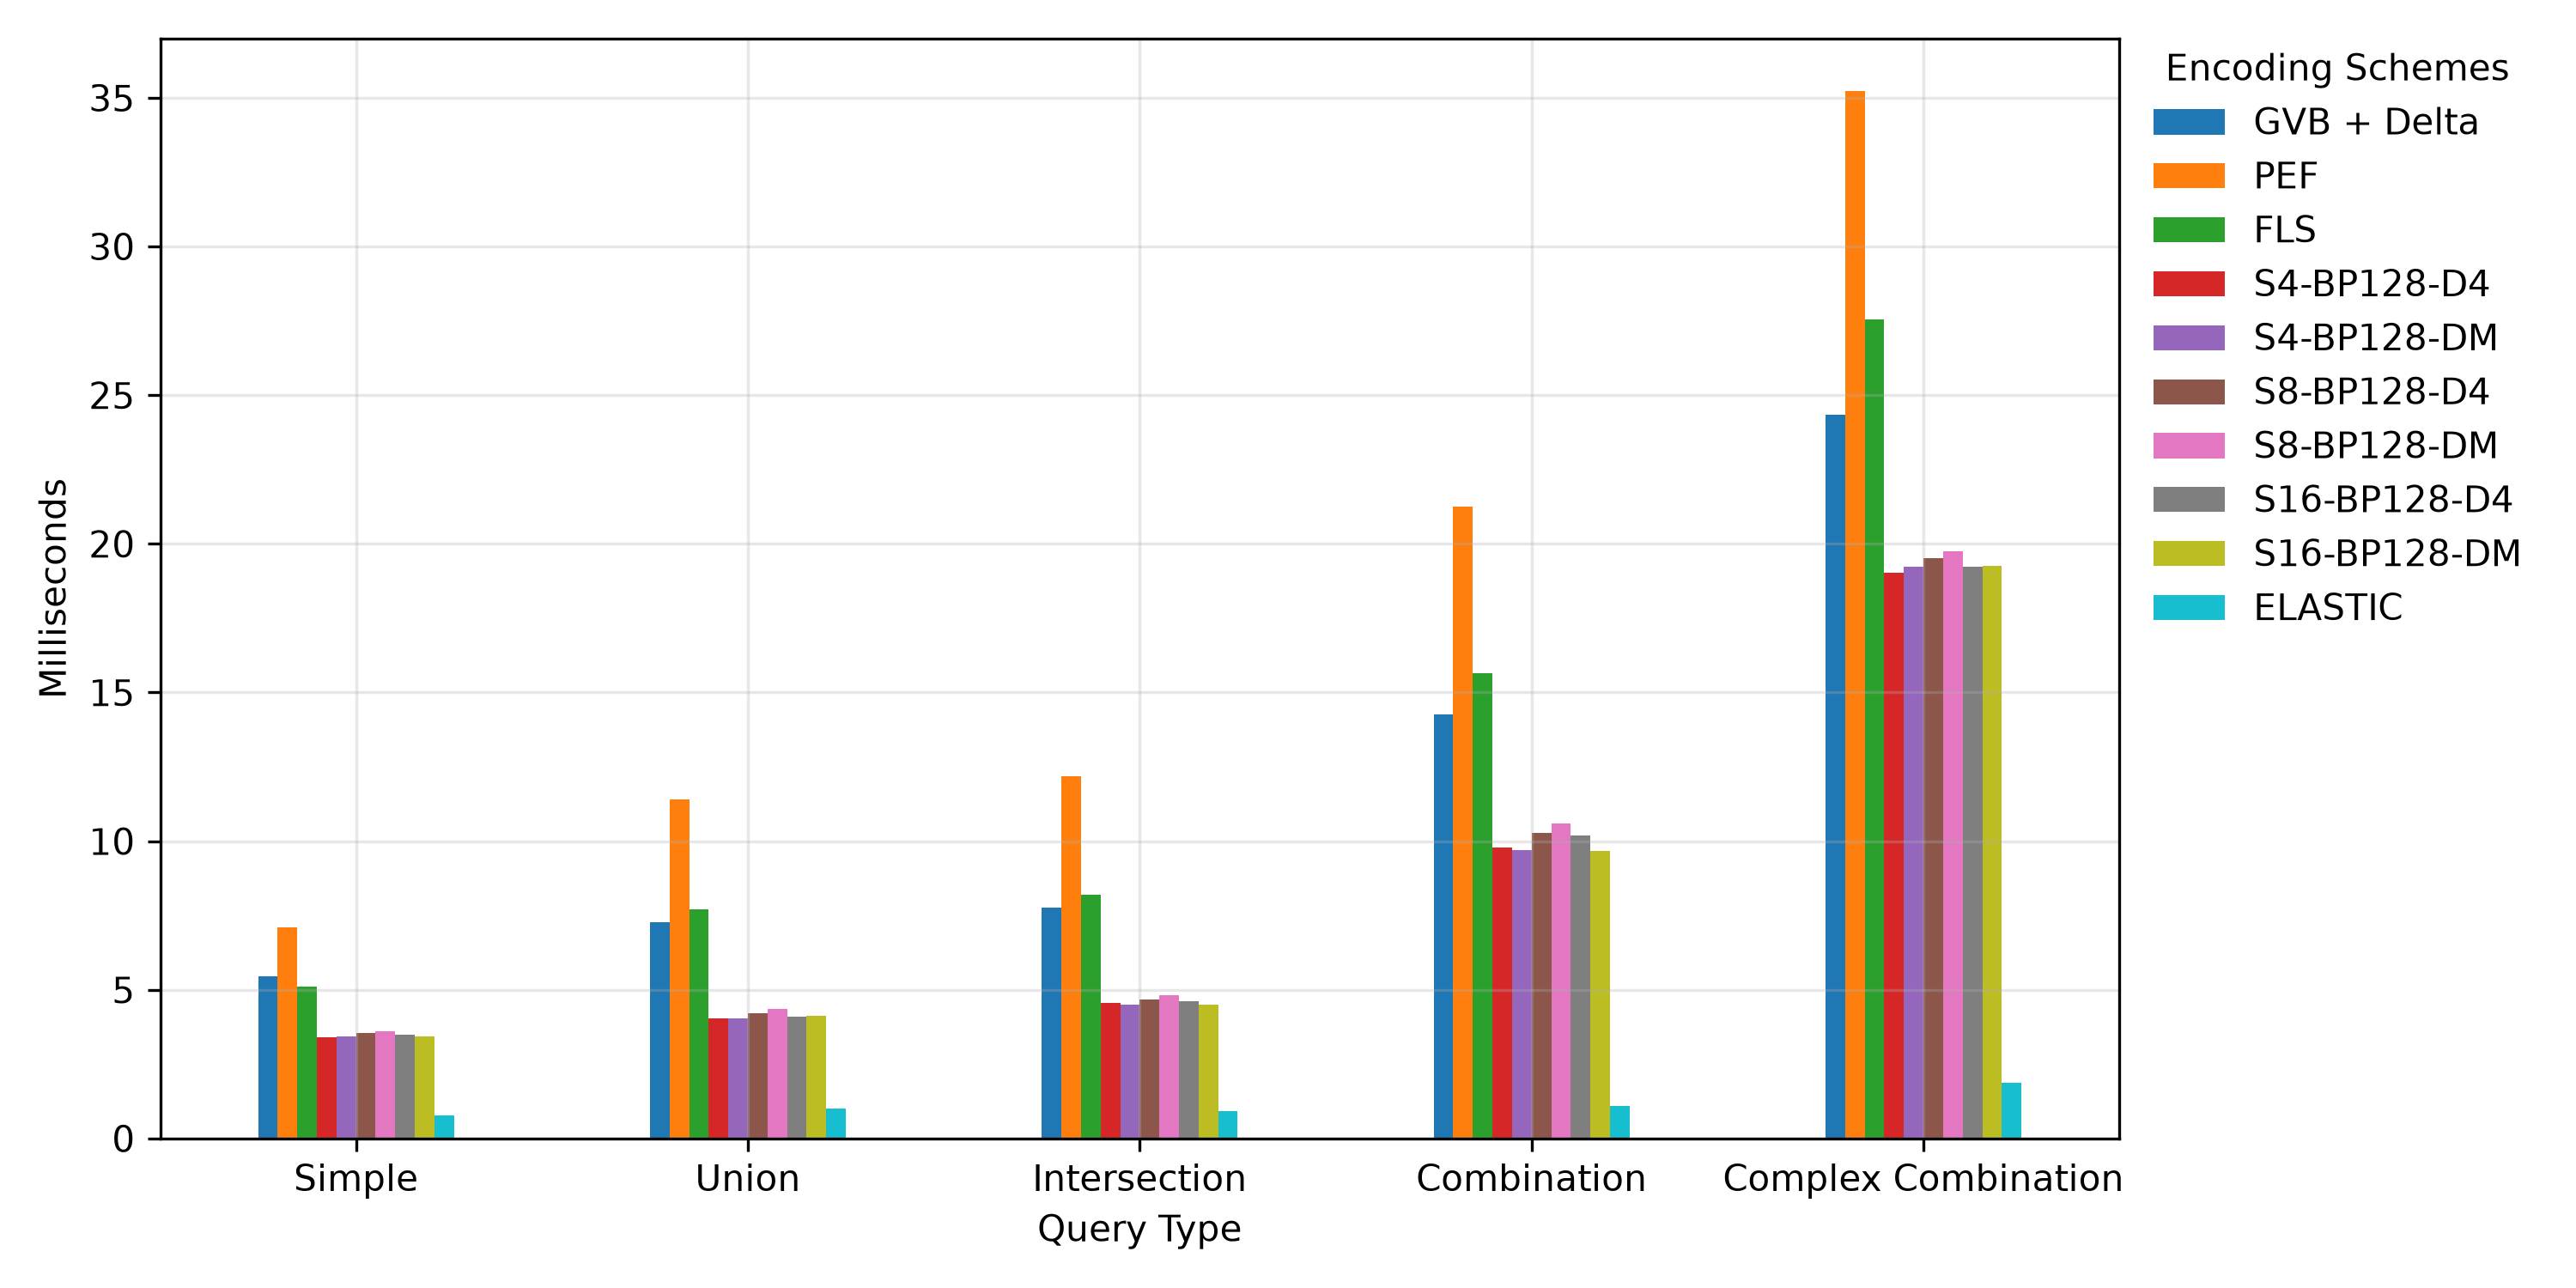 35
30
25
20
15
10
5
0
Milliseconds
Simple
Union
Intersection
Combination
Complex Combination
Query Type
Encoding Schemes
GVB + Delta
PEF
FLS
S4-BP128-D4
S4-BP128-DM
S8-BP128-D4
S8-BP128-DM
S16-BP128-D4
S16-BP128-DM
ELASTIC